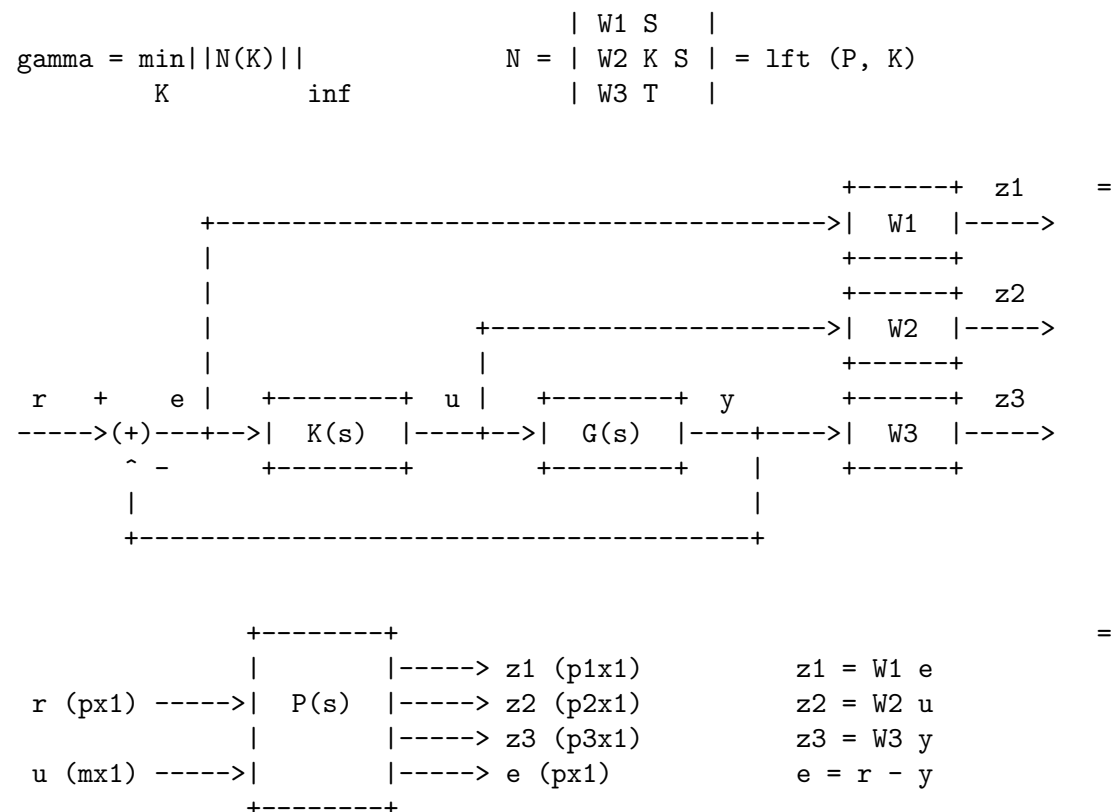 | W1 S   |
gamma = min||N(K)||             N = | W2 K S | = lft (P, K)
         K         inf              | W3 T   |
                                                      +------+  z1     =
            +---------------------------------------->|  W1  |----->
            |                                         +------+
            |                                         +------+  z2
            |                 +---------------------->|  W2  |----->
            |                 |                       +------+
 r   +    e |   +--------+  u |   +--------+  y       +------+  z3
----->(+)---+-->|  K(s)  |----+-->|  G(s)  |----+---->|  W3  |----->
       ^ -      +--------+        +--------+    |     +------+
       |                                        |
       +----------------------------------------+
               +--------+                                              =
               |        |-----> z1 (p1x1)          z1 = W1 e
 r (px1) ----->|  P(s)  |-----> z2 (p2x1)          z2 = W2 u
               |        |-----> z3 (p3x1)          z3 = W3 y
 u (mx1) ----->|        |-----> e (px1)            e = r - y
               +--------+